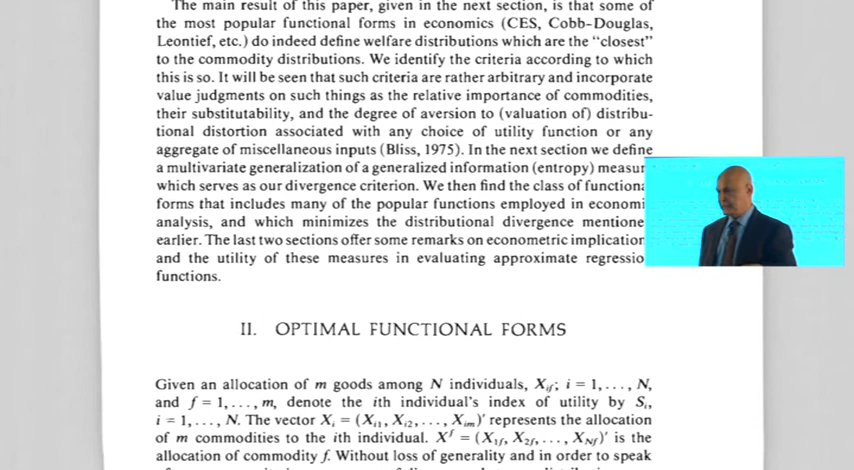 The main result of this paper, given in the next section, is that some of
the most popular functional forms in economics (CES, Cobb-Douglas,
Leontief, etc.) do indeed define welfare distributions which are the “closest”
to the commodity distributions. We identify the criteria according to which
this is so. It will be seen that such criteria are rather arbitrary and incorporate
value judgments on such things as the relative importance of commodities,
their substitutability, and the degree of aversion to (valuation of) distribu-
tional distortion associated with any choice of utility function or any
aggregate of miscellaneous inputs (Bliss, 1975). In the next section we define
a multivariate generalization of a generalized information (entropy)
which serves as our divergence criterion. We then find the class of
forms that includes many of the popular functions employed in
analysis, and which minimizes the distributional divergence
earlier. The last two sections offer some remarks on econometric
and the utility of these measures in evaluating approximate
functions.
II. OPTIMAL FUNCTIONAL FORMS
Given an allocation of m goods among N individuals, X_if; i = 1,..., N,
and f = 1,..., m, denote the ith individual's index of utility by S_i,
i = 1,..., N. The vector X_i = (X_i1, X_i2,..., X_im)′ represents the allocation
of m commodities to the ith individual. X^f = (X_1f, X_2f,..., X_Nf)′ is the
allocation of commodity f. Without loss of generality and in order to speak